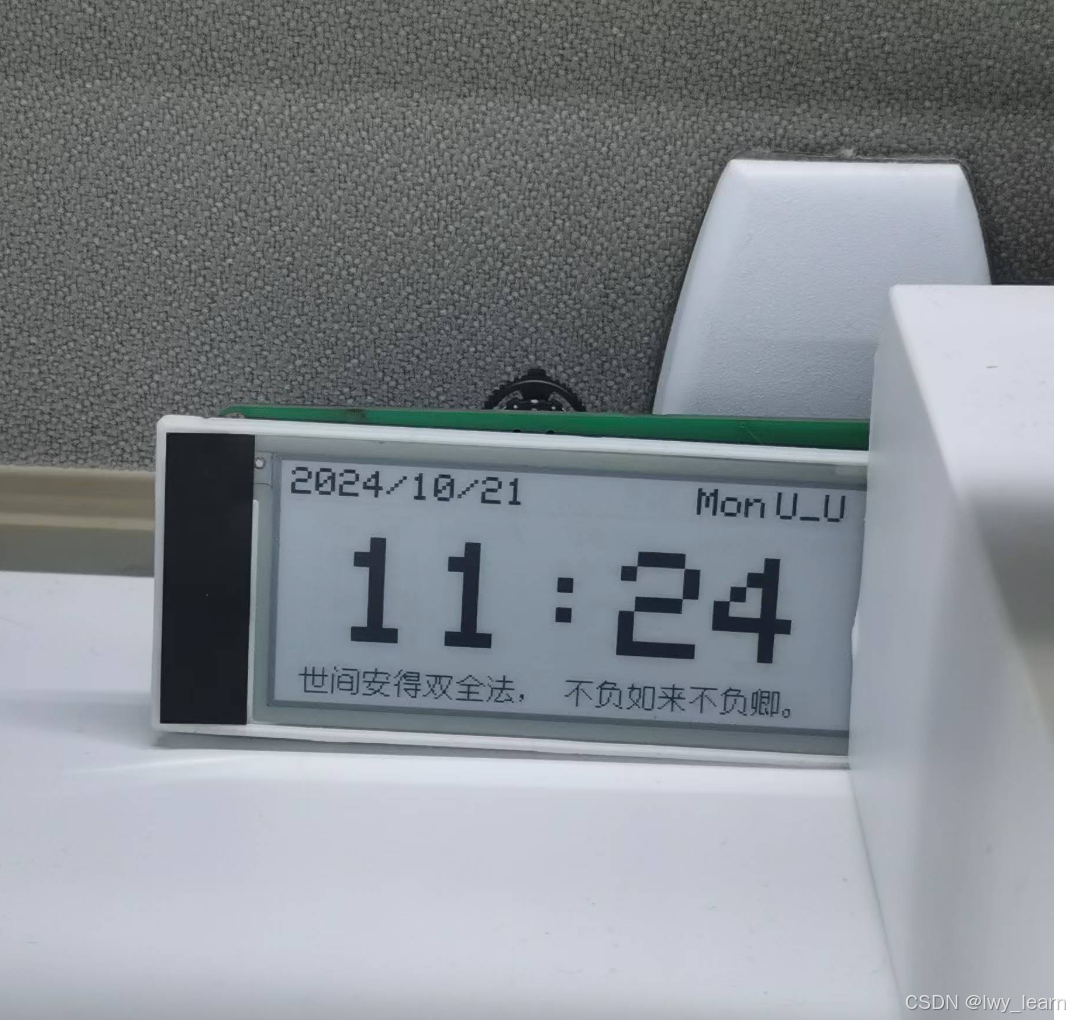 2024/10/21 Mon U_U
11:24
世间安得双全法， 不负如来不负卿。
CSDN @lwy_learn